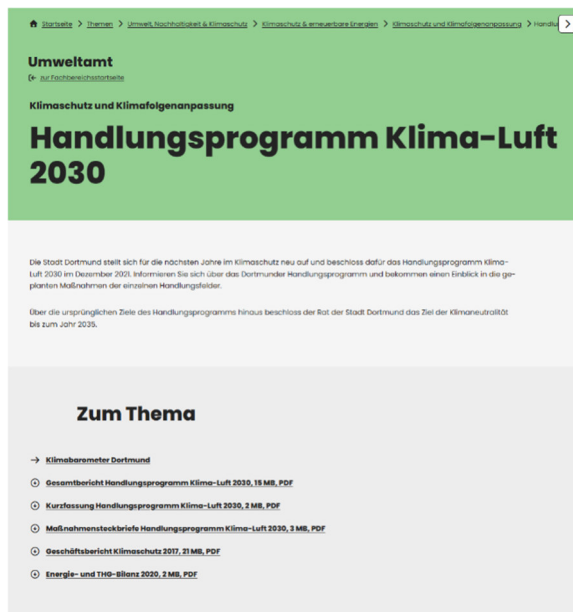 Startseite > Themen > Umwelt, Nachhaltigkeit & Klimaschutz > Klimaschutz & erneuerbare Energien > Klimaschutz und Klimafolgenanpassung > Handlu
Umweltamt
zur Fachbereichsstartseite
Klimaschutz und Klimafolgenanpassung
Handlungsprogramm Klima-Luft
2030
Die Stadt Dortmund stellt sich für die nächsten Jahre im Klimaschutz neu auf und beschloss dafür das Handlungsprogramm Klima-
Luft 2030 im Dezember 2021. Informieren Sie sich über das Dortmunder Handlungsprogramm und bekommen einen Einblick in die ge-
planten Maßnahmen der einzelnen Handlungsfelder.
Über die ursprünglichen Ziele des Handlungsprogramms hinaus beschloss der Rat der Stadt Dortmund das Ziel der Klimaneutralität
bis zum Jahr 2035.
Zum Thema
Klimabarometer Dortmund
Gesamtbericht Handlungsprogramm Klima-Luft 2030, 15 MB, PDF
Kurzfassung Handlungsprogramm Klima-Luft 2030, 2 MB, PDF
Maßnahmensteckbriefe Handlungsprogramm Klima-Luft 2030, 3 MB, PDF
Geschäftsbericht Klimaschutz 2017, 21 MB, PDF
Energie- und THG-Bilanz 2020, 2 MB, PDF